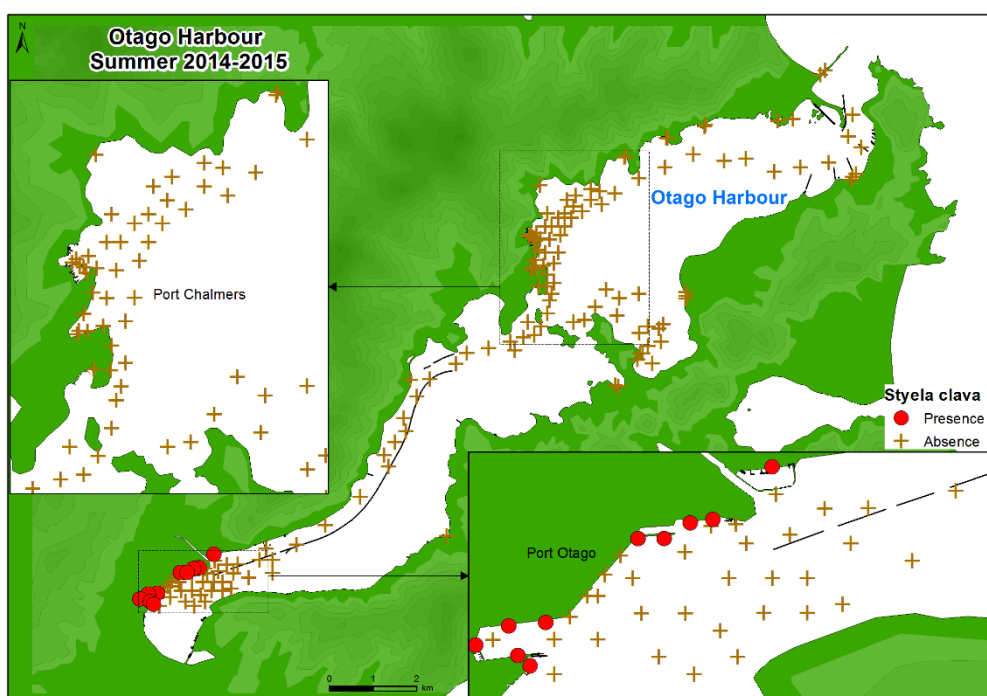 N
Otago Harbour
Summer 2014-2015
Otago Harbour
Port Chalmers
Styela clava
Presence
Absence
Port Otago
0 1 2
km